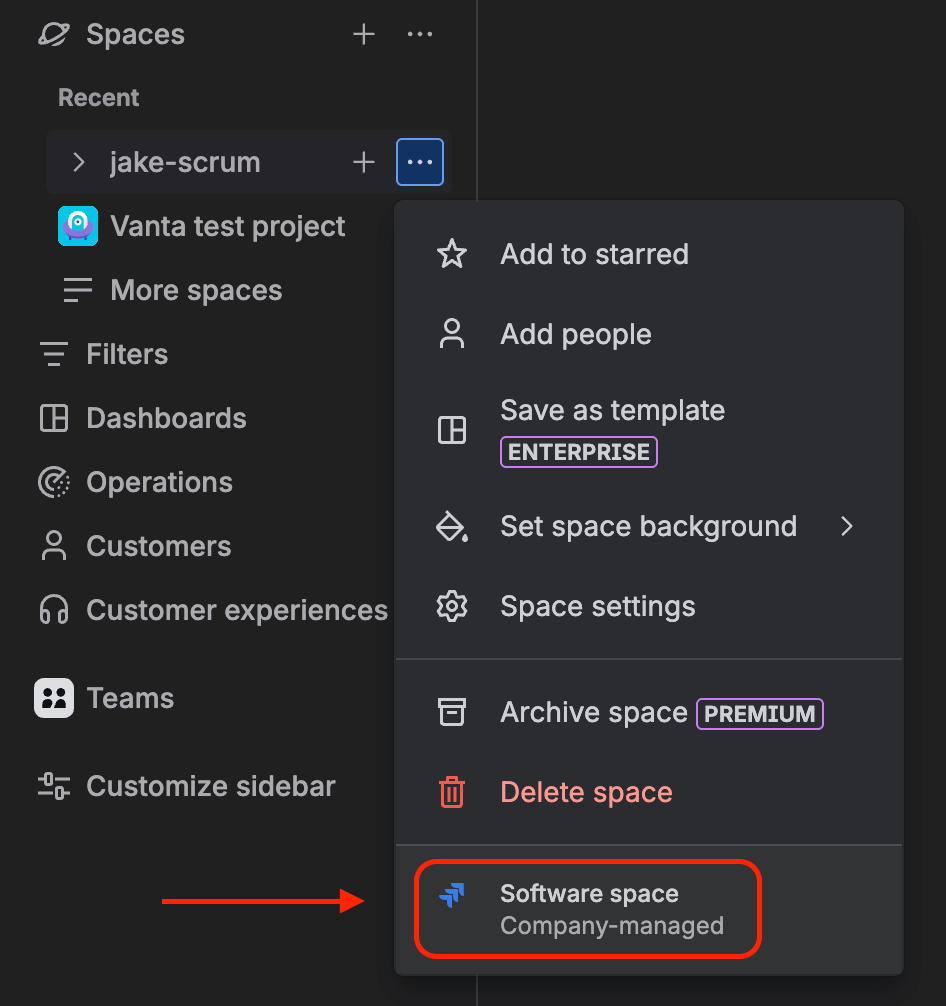 Spaces
Recent
jake-scrum
Vanta test project
More spaces
Filters
Dashboards
Operations
Customers
Customer experiences
Teams
Customize sidebar
Add to starred
Add people
Save as template
ENTERPRISE
Set space background
Space settings
Archive space PREMIUM
Delete space
Software space
Company-managed